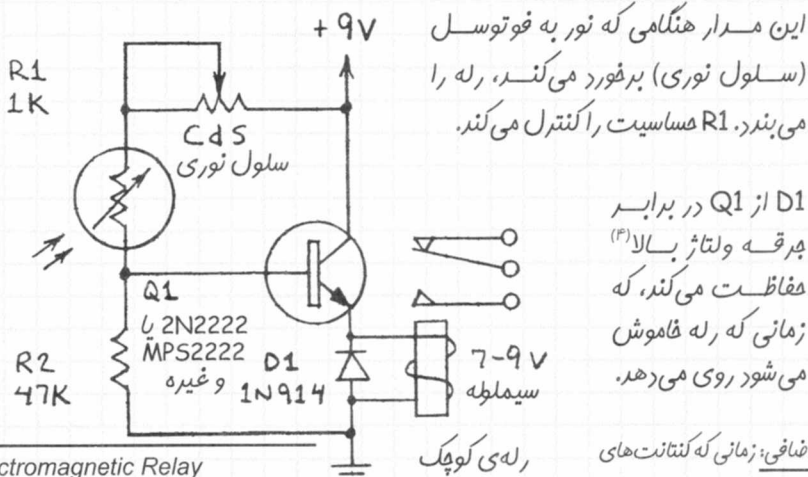 +9V
R1
1K
CdS
سلول نوری
Q1
2N2222 یا
MPS2222
و غیره
R2
47K
D1
1N914
7-9V
سیملوله
رله‌ی کوچک
این مدار هنگامی که نور به فوتوسل
(سلول نوری) برخورد می‌کند، رله را
می‌بندد. R1 حساسیت را کنترل می‌کند.
D1 از Q1 در برابر
جرقه ولتاژ بالا(۴)
حفاظت می‌کند، که
زمانی که رله خاموش
می‌شود روی می‌دهد.
ctromagnetic Relay
ضافی: زمانی که کنتانت‌های